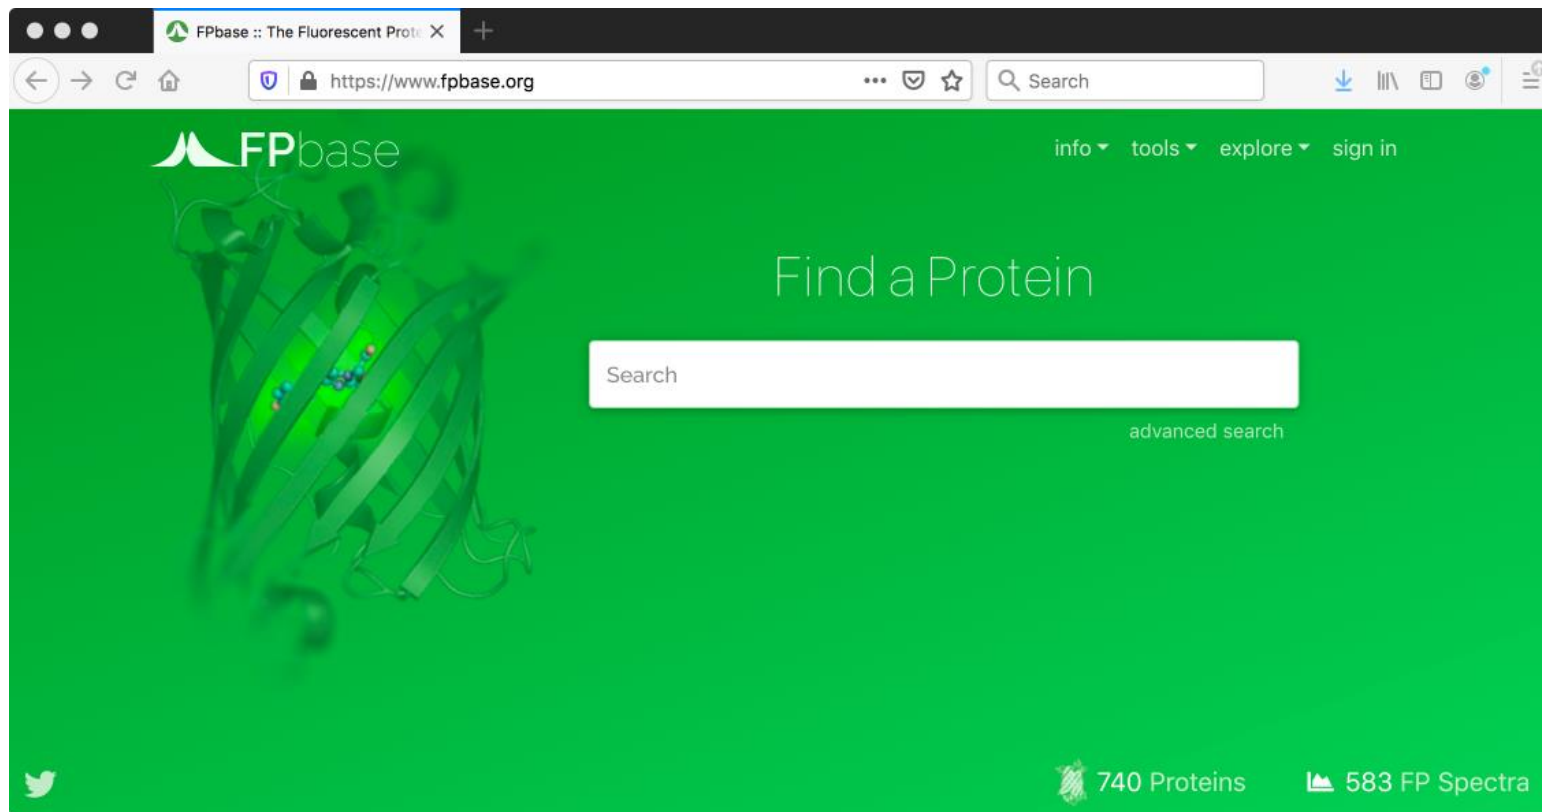 FPbase :: The Fluorescent Prote
https://www.fpbase.org
Search
FPbase
info tools explore sign in
Find a Protein
Search
advanced search
740 Proteins 583 FP Spectra